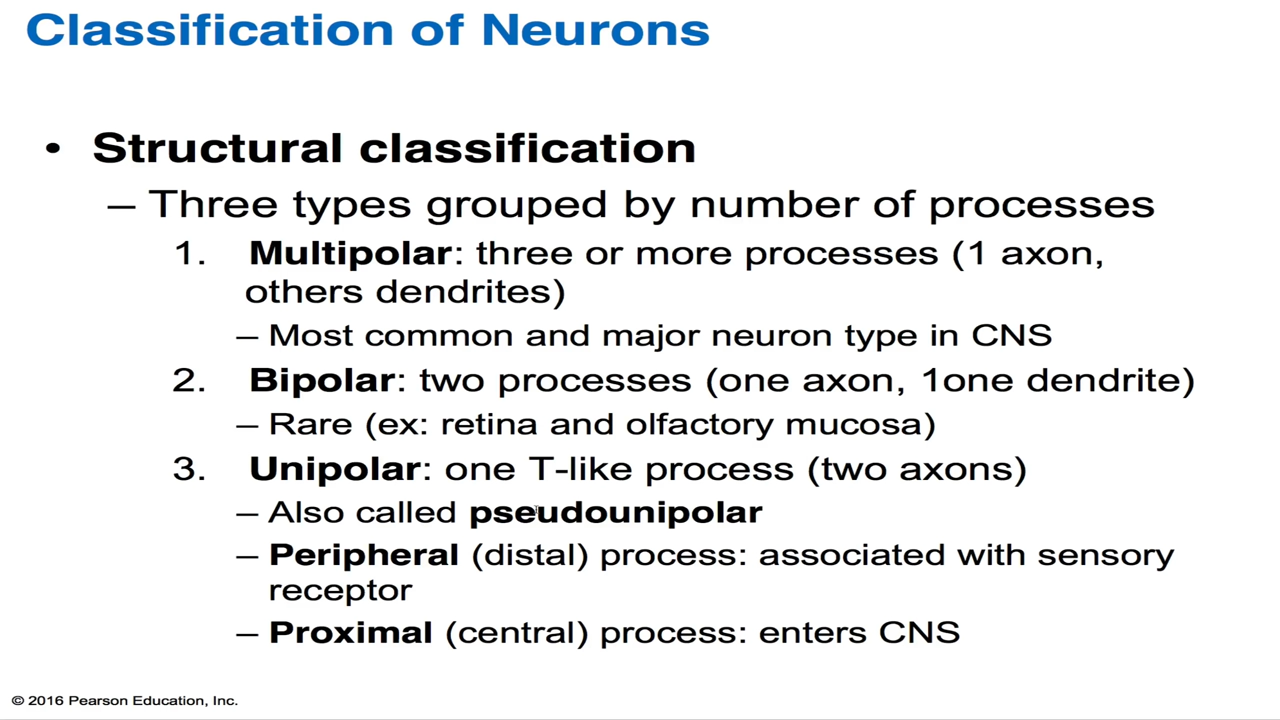 Classification of Neurons
• Structural classification
– Three types grouped by number of processes
1. Multipolar: three or more processes (1 axon,
others dendrites)
– Most common and major neuron type in CNS
2. Bipolar: two processes (one axon, 1one dendrite)
– Rare (ex: retina and olfactory mucosa)
3. Unipolar: one T-like process (two axons)
– Also called pseudounipolar
– Peripheral (distal) process: associated with sensory
receptor
– Proximal (central) process: enters CNS
© 2016 Pearson Education, Inc.